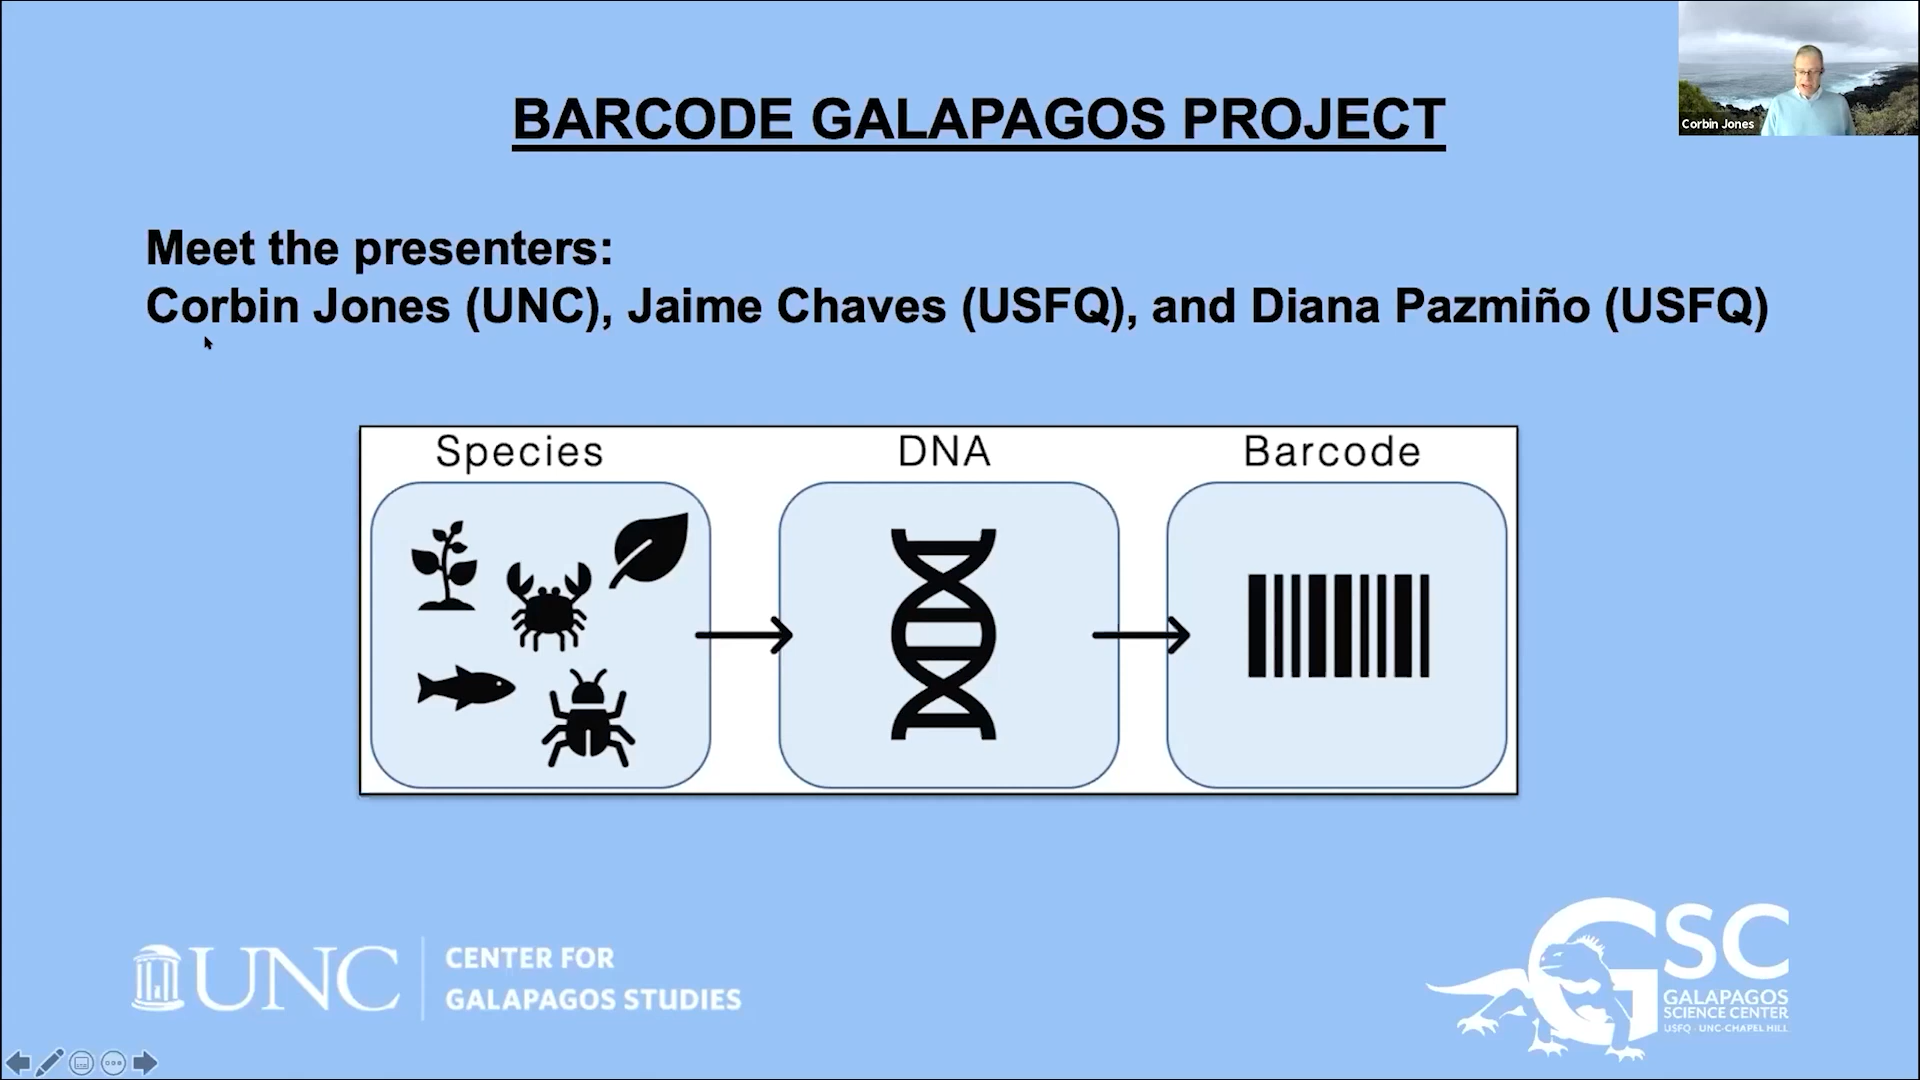 BARCODE GALAPAGOS PROJECT
Corbin Jones
Meet the presenters:
Corbin Jones (UNC), Jaime Chaves (USFQ), and Diana Pazmiño (USFQ)
Species
DNA
Barcode
UNC
CENTER FOR
GALAPAGOS STUDIES
GSC
GALAPAGOS
SCIENCE CENTER
USFQ · UNC-CHAPEL HILL